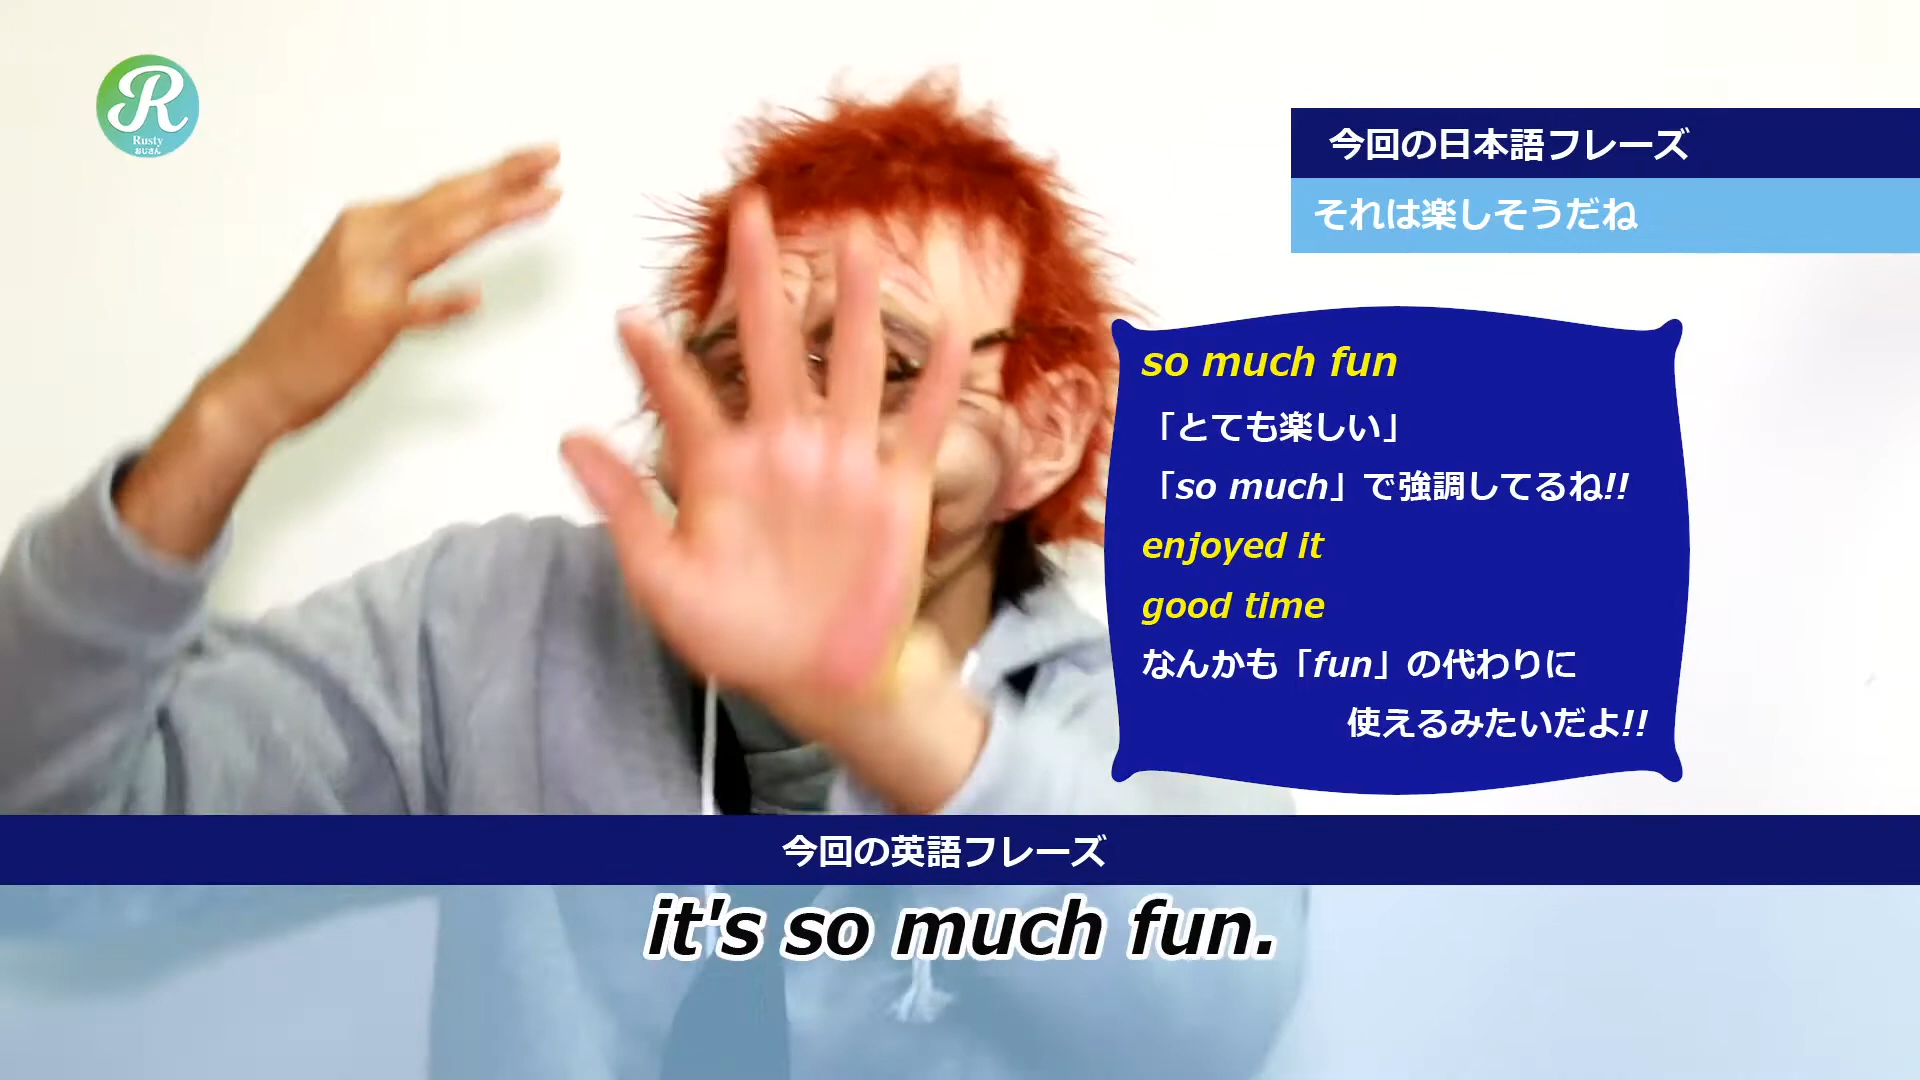 R
Rusty
おじさん
今回の日本語フレーズ
それは楽しそうだね
so much fun
「とても楽しい」
「so much」で強調してるね!!
enjoyed it
good time
なんかも「fun」の代わりに
使えるみたいだよ!!
今回の英語フレーズ
it's so much fun.